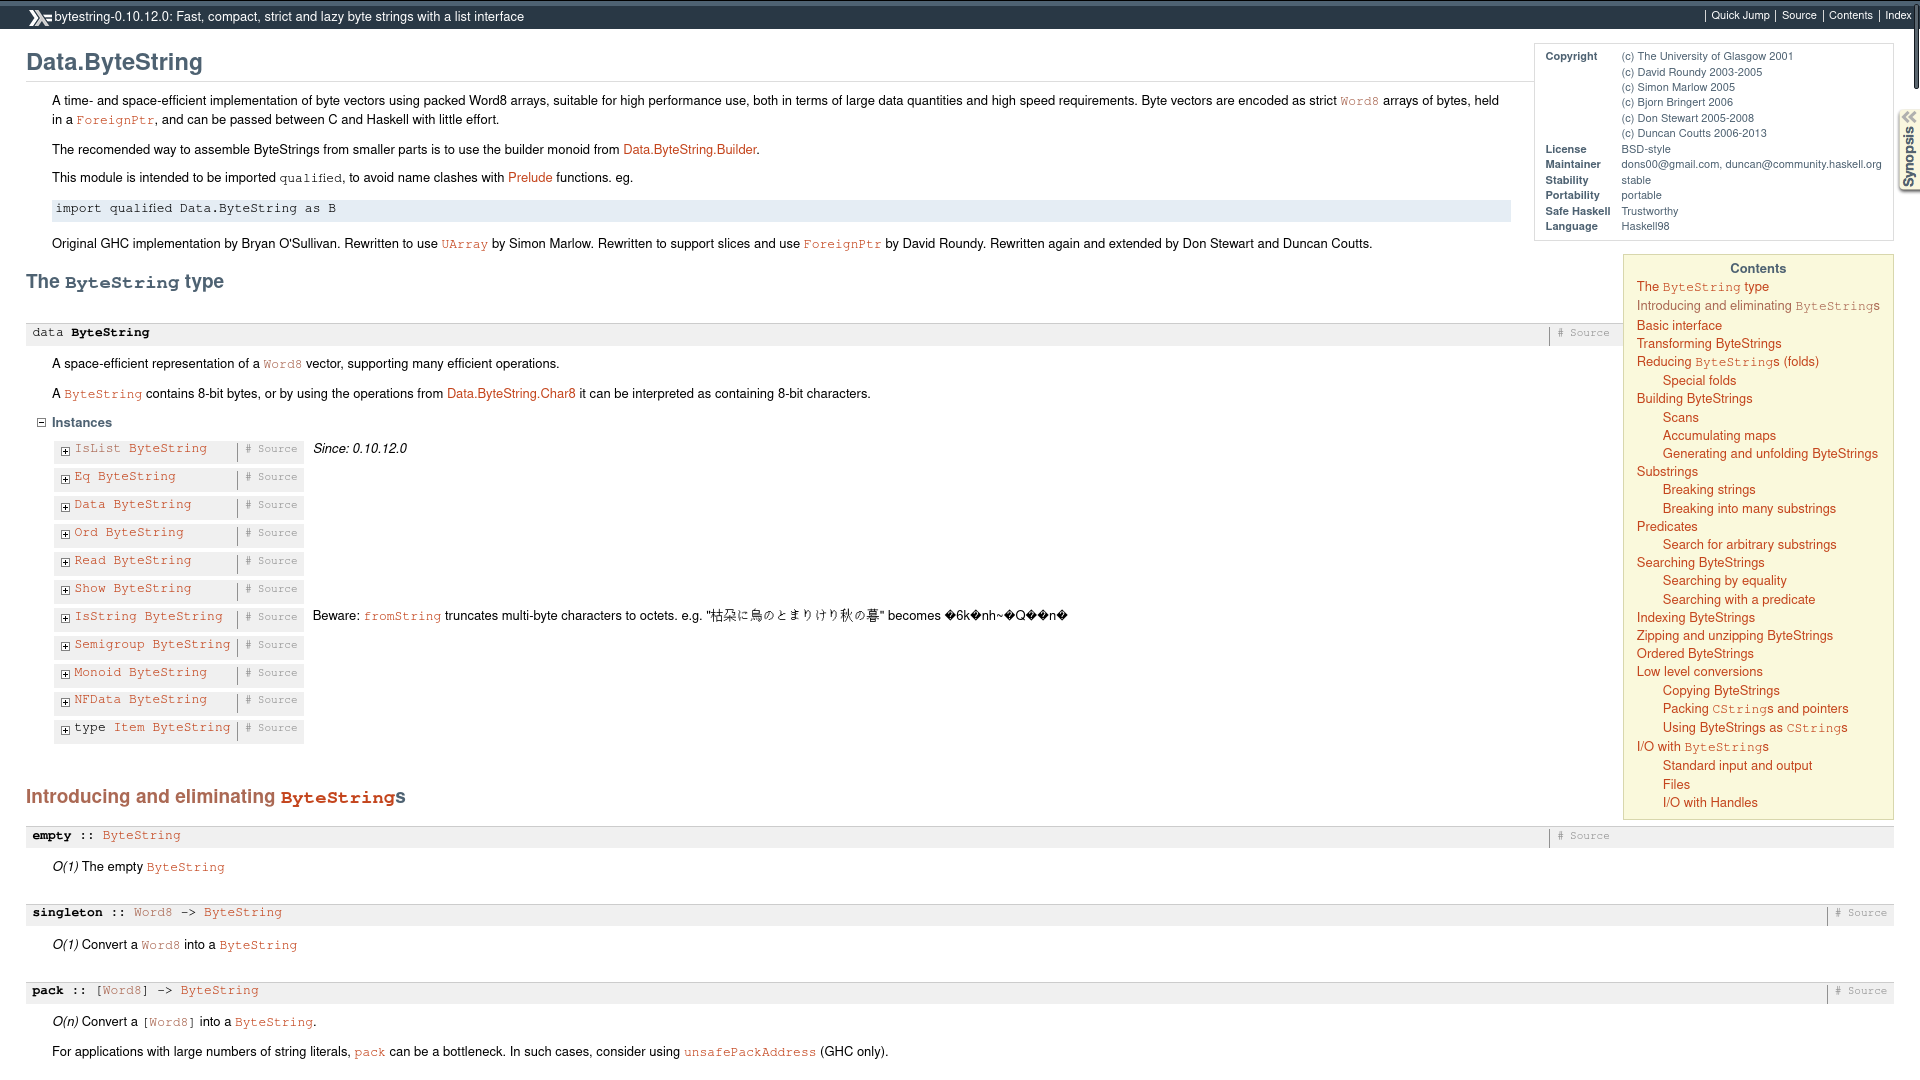 bytestring-0.10.12.0: Fast, compact, strict and lazy byte strings with a list interface
Quick Jump
Source
Contents
Index
Data.ByteString
Copyright (c) The University of Glasgow 2001
(c) David Roundy 2003-2005
(c) Simon Marlow 2005
(c) Bjorn Bringert 2006
(c) Don Stewart 2005-2008
(c) Duncan Coutts 2006-2013
License BSD-style
Maintainer dons00@gmail.com, duncan@community.haskell.org
Stability stable
Portability portable
Safe Haskell Trustworthy
Language Haskell98
Synopsis
A time- and space-efficient implementation of byte vectors using packed Word8 arrays, suitable for high performance use, both in terms of large data quantities and high speed requirements. Byte vectors are encoded as strict Word8 arrays of bytes, held
in a ForeignPtr, and can be passed between C and Haskell with little effort.
The recomended way to assemble ByteStrings from smaller parts is to use the builder monoid from Data.ByteString.Builder.
This module is intended to be imported qualified, to avoid name clashes with Prelude functions. eg.
import qualified Data.ByteString as B
Original GHC implementation by Bryan O'Sullivan. Rewritten to use UArray by Simon Marlow. Rewritten to support slices and use ForeignPtr by David Roundy. Rewritten again and extended by Don Stewart and Duncan Coutts.
Contents
The ByteString type
Introducing and eliminating ByteStrings
Basic interface
Transforming ByteStrings
Reducing ByteStrings (folds)
Special folds
Building ByteStrings
Scans
Accumulating maps
Generating and unfolding ByteStrings
Substrings
Breaking strings
Breaking into many substrings
Predicates
Search for arbitrary substrings
Searching ByteStrings
Searching by equality
Searching with a predicate
Indexing ByteStrings
Zipping and unzipping ByteStrings
Ordered ByteStrings
Low level conversions
Copying ByteStrings
Packing CStrings and pointers
Using ByteStrings as CStrings
I/O with ByteStrings
Standard input and output
Files
I/O with Handles
The ByteString type
data ByteString # Source
A space-efficient representation of a Word8 vector, supporting many efficient operations.
A ByteString contains 8-bit bytes, or by using the operations from Data.ByteString.Char8 it can be interpreted as containing 8-bit characters.
Instances
IsList ByteString # Source Since: 0.10.12.0
Eq ByteString # Source
Data ByteString # Source
Ord ByteString # Source
Read ByteString # Source
Show ByteString # Source
IsString ByteString # Source Beware: fromString truncates multi-byte characters to octets. e.g. "枯朶に烏のとまりけり秋の暮" becomes �6k�nh~�Q��n�
Semigroup ByteString # Source
Monoid ByteString # Source
NFData ByteString # Source
type Item ByteString # Source
Introducing and eliminating ByteStrings
empty :: ByteString # Source
O(1) The empty ByteString
singleton :: Word8 -> ByteString # Source
O(1) Convert a Word8 into a ByteString
pack :: [Word8] -> ByteString # Source
O(n) Convert a [Word8] into a ByteString.
For applications with large numbers of string literals, pack can be a bottleneck. In such cases, consider using unsafePackAddress (GHC only).